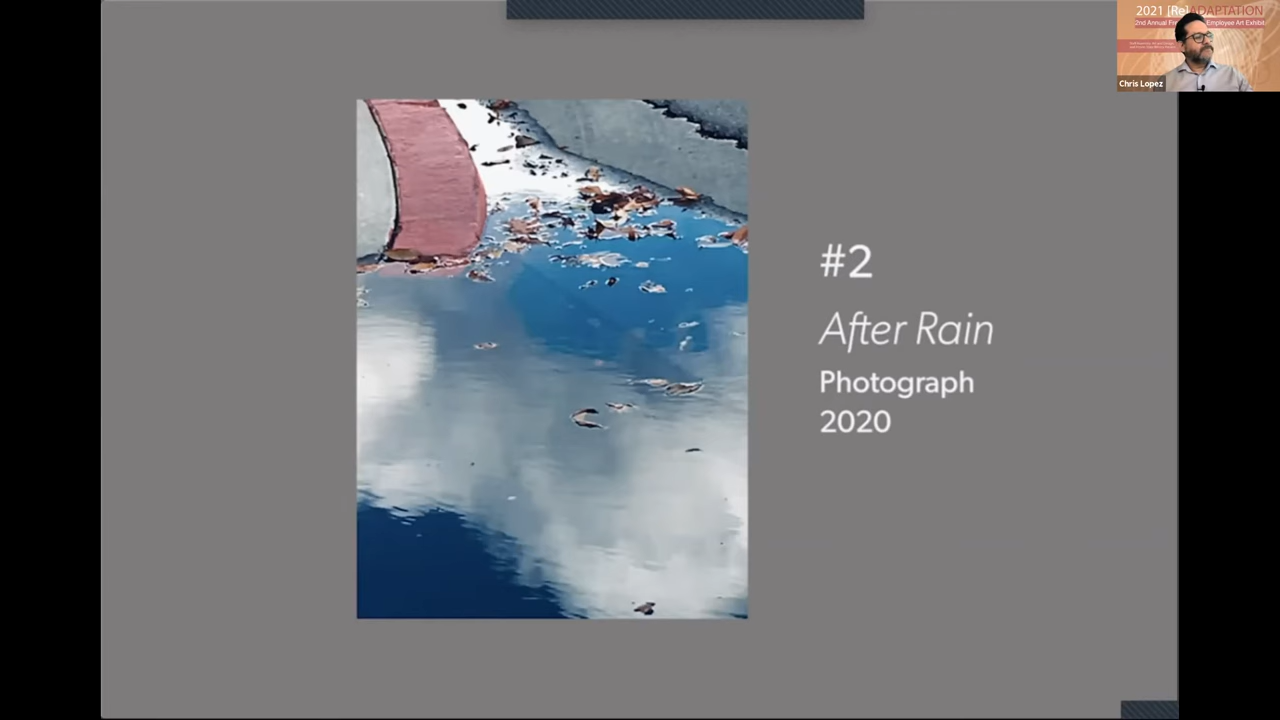 #2
After Rain
Photograph
2020
2021 [Re]ADAPTATION
2nd Annual Employee Art Exhibit
Chris Lopez